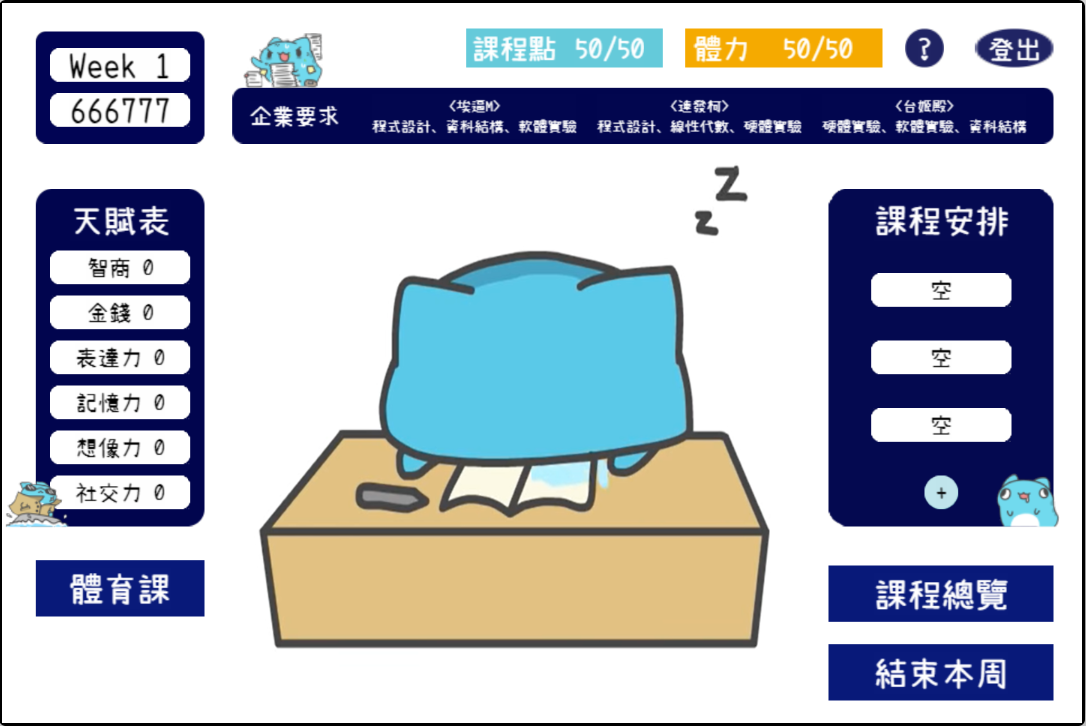 Week 1
666777
課程點 50/50
體力 50/50
?
登出
企業要求
〈埃逼M〉
程式設計、資料結構、軟體實驗
〈連發柯〉
程式設計、線性代數、硬體實驗
〈台姬殿〉
硬體實驗、軟體實驗、資料結構
天賦表
智商 0
金錢 0
表達力 0
記憶力 0
想像力 0
社交力 0
體育課
Z
z
課程安排
空
空
空
+
課程總覽
結束本周